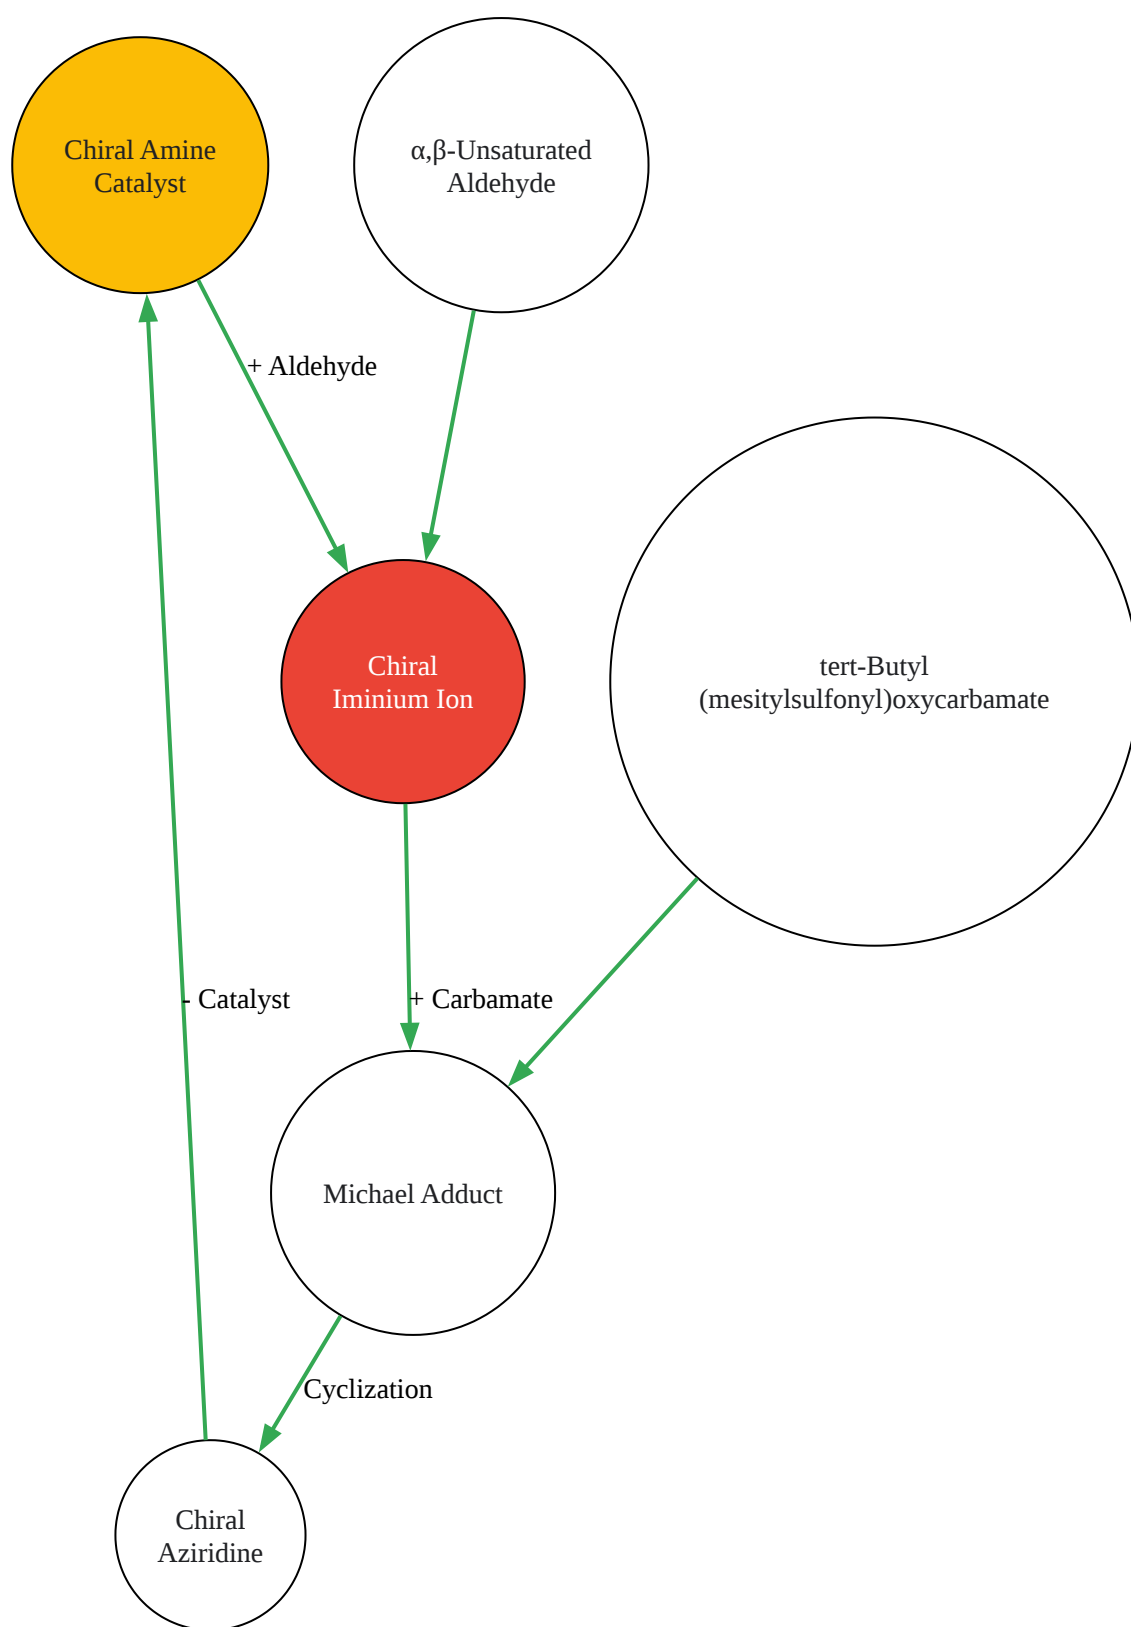 Chiral Amine
Catalyst
α,β-Unsaturated
Aldehyde
+ Aldehyde
Chiral
Iminium Ion
tert-Butyl
(mesitylsulfonyl)oxycarbamate
- Catalyst
+ Carbamate
Michael Adduct
Cyclization
Chiral
Aziridine